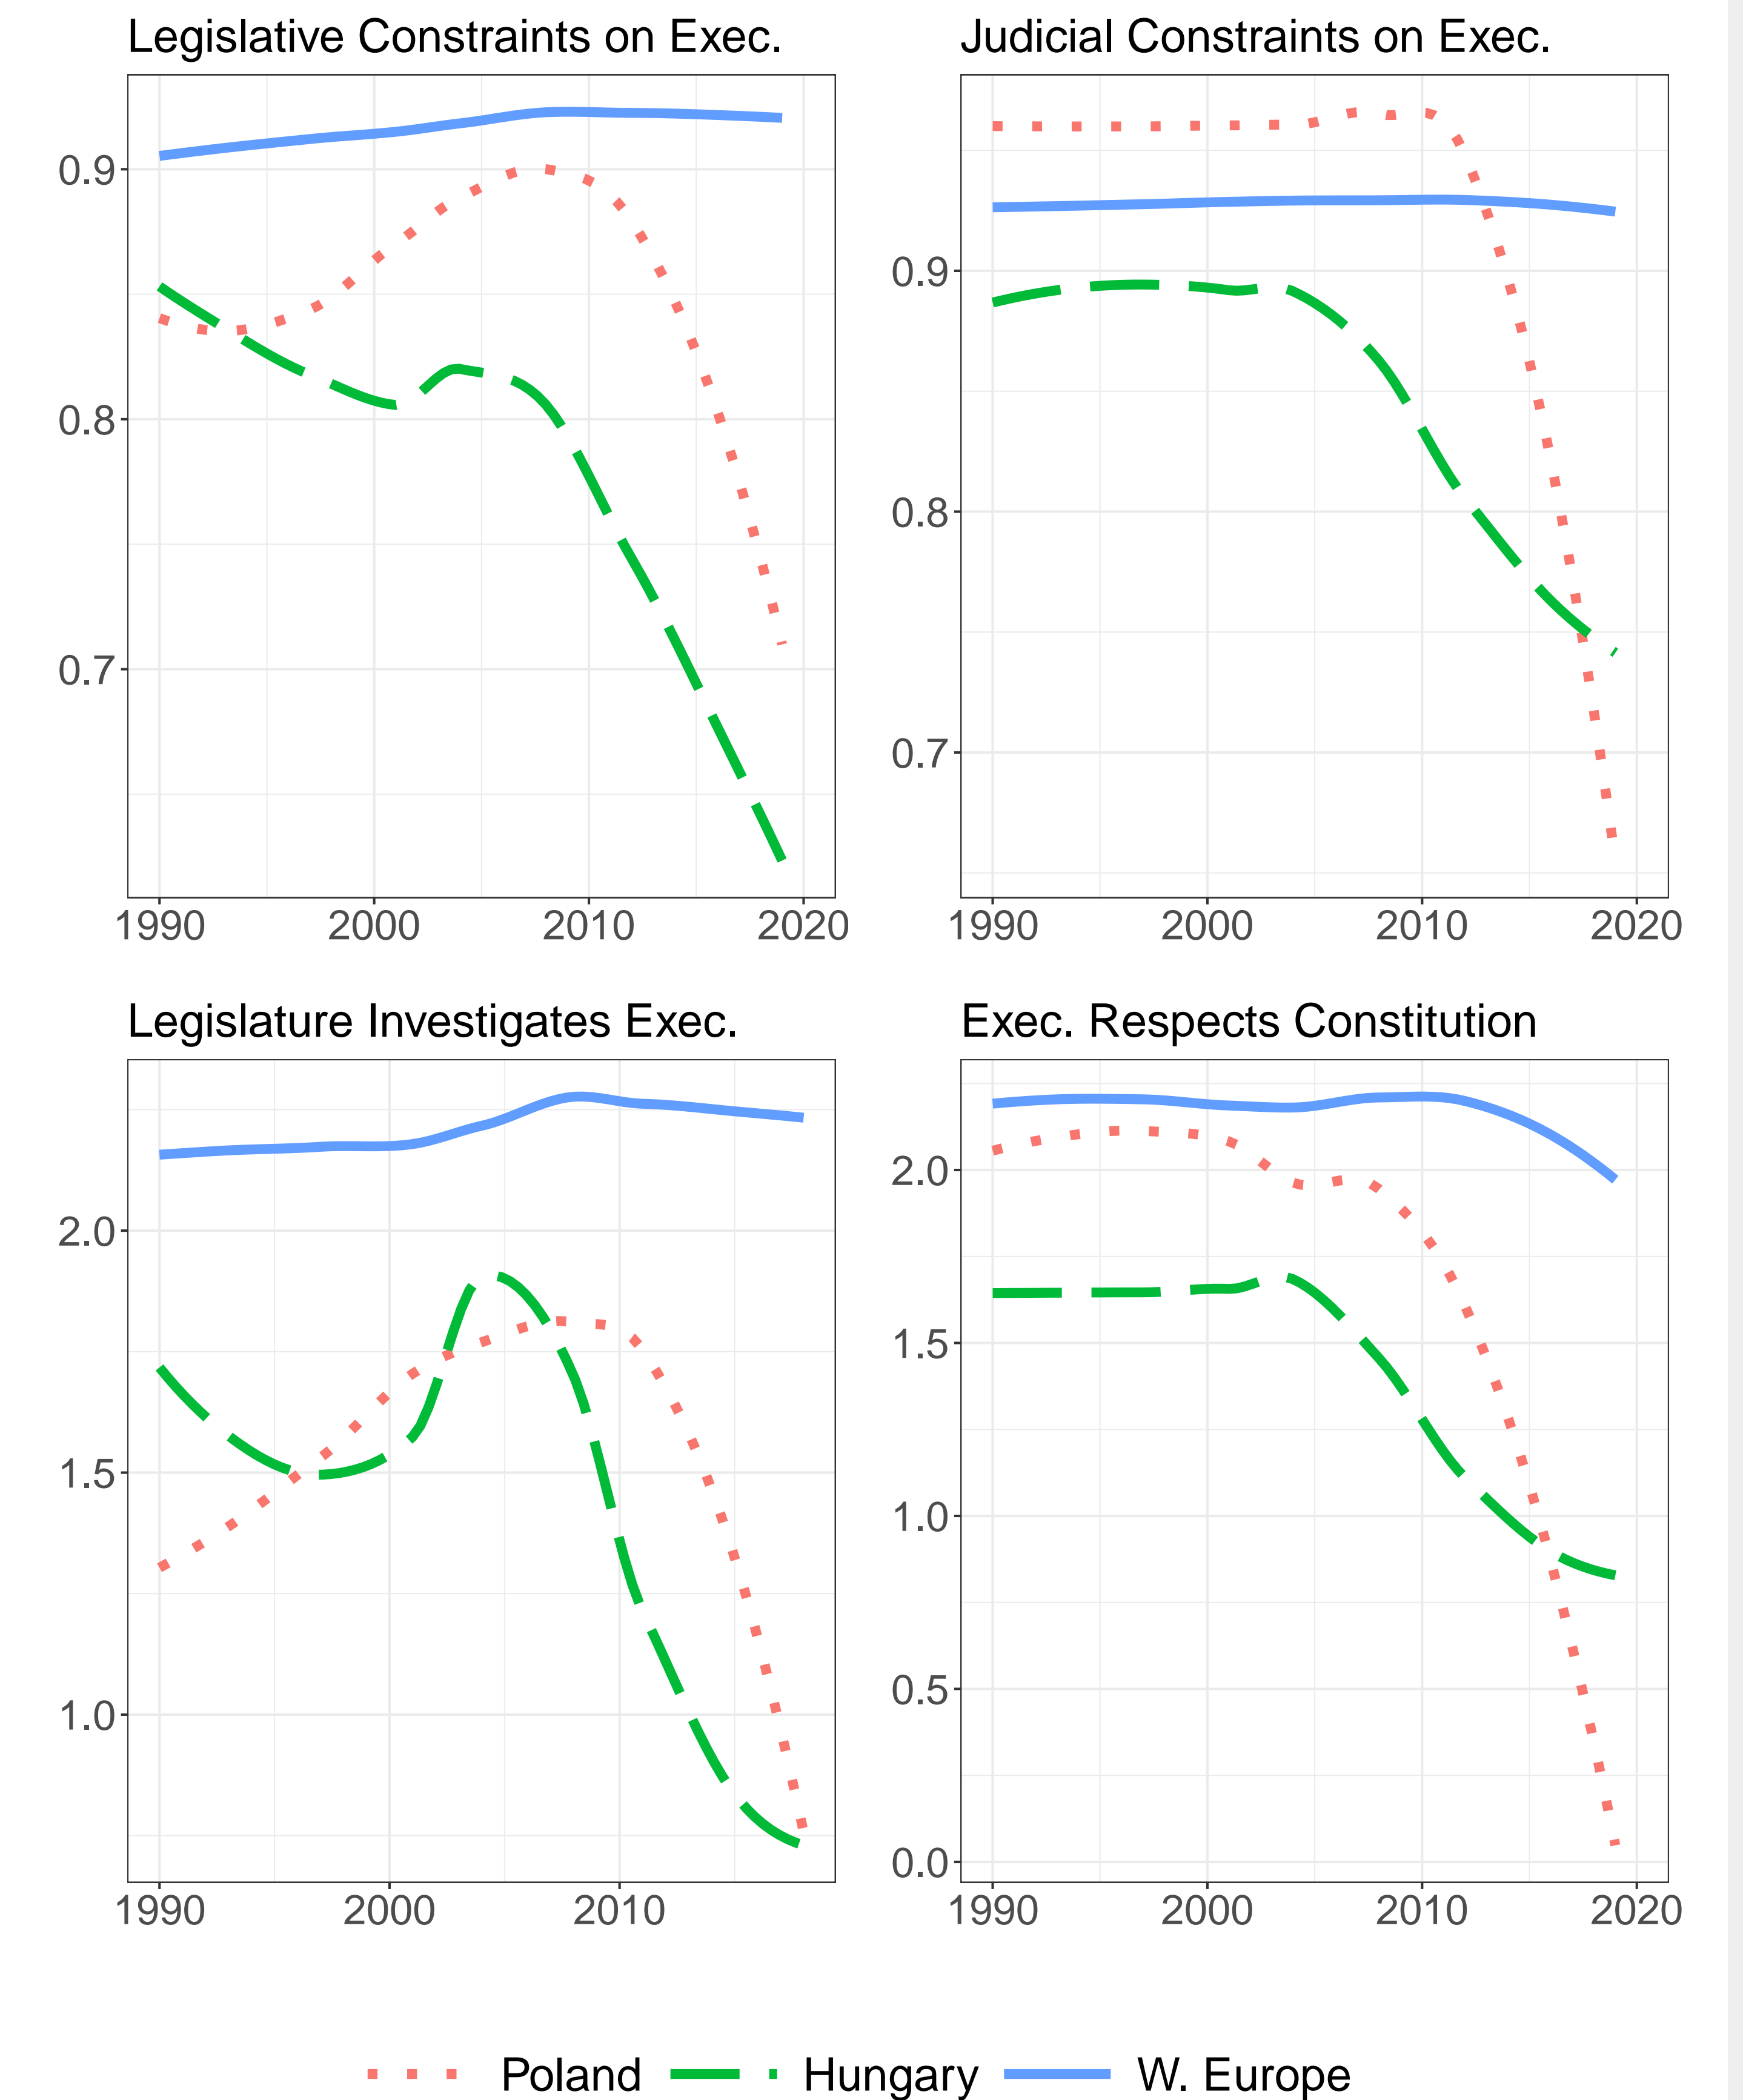 Legislative Constraints on Exec.
0.9
0.8
0.7
1990 2000 2010 2020
Judicial Constraints on Exec.
0.9
0.8
0.7
1990 2000 2010 2020
Legislature Investigates Exec.
2.0
1.5
1.0
1990 2000 2010
Exec. Respects Constitution
2.0
1.5
1.0
0.5
0.0
1990 2000 2010 2020
Poland Hungary W. Europe